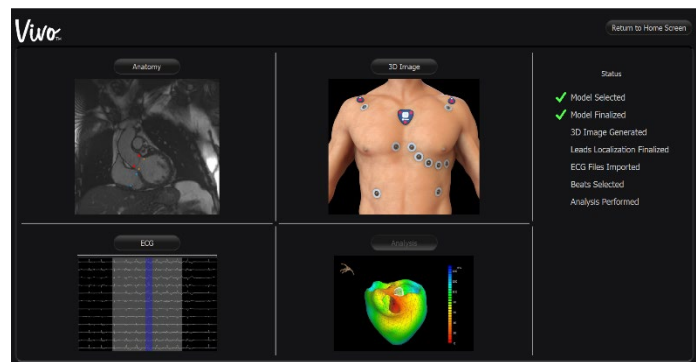 Vivo™
Return to Home Screen
Anatomy
3D Image
Status
Model Selected
Model Finalized
3D Image Generated
Leads Localization Finalized
ECG Files Imported
Beats Selected
Analysis Performed
ECG
Analysis